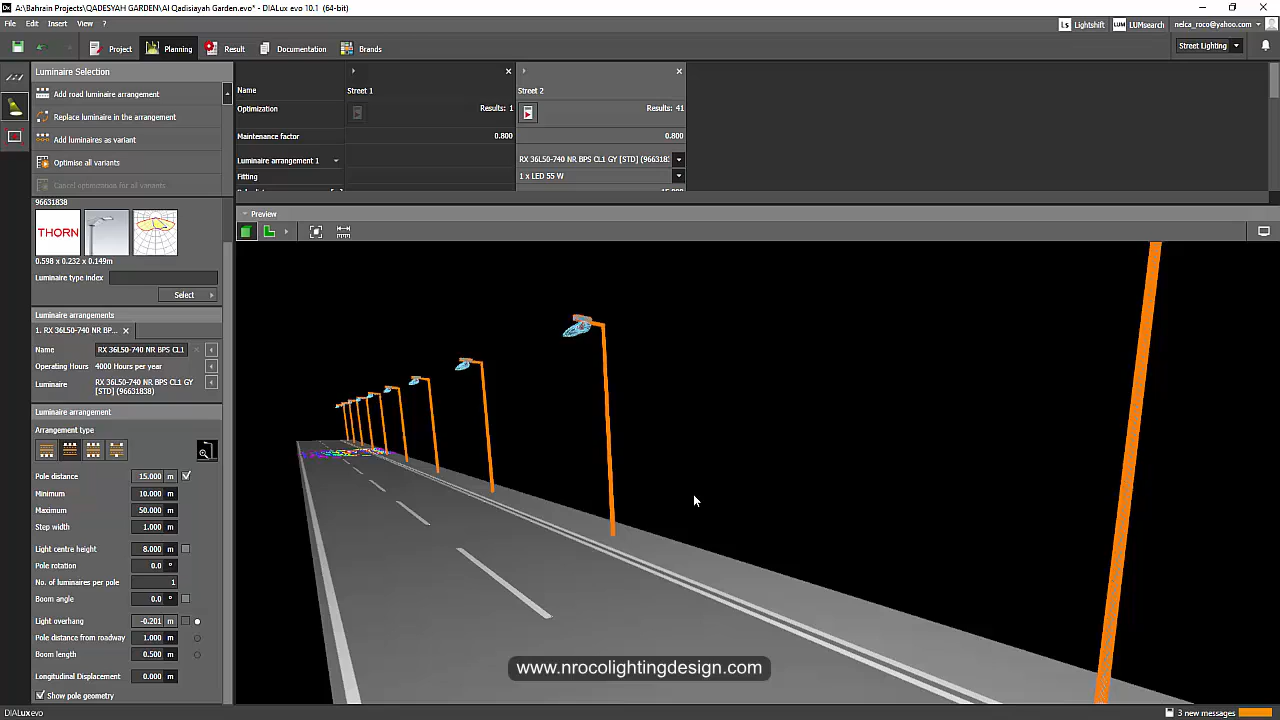 A:\Bahrain Projects\QADESYAH GARDEN\Al Qadisiayah Garden.evo* - DIALux evo 10.1 (64-bit)
File Edit Insert View ?
Lightshift LUMsearch nelca_roco@yahoo.com
Project Planning Result Documentation Brands
Street Lighting
Luminaire Selection
Add road luminaire arrangement
Replace luminaire in the arrangement
Add luminaires as variant
Optimise all variants
Cancel optimization for all variants
Name Street 1 Street 2
Optimization Results: 1 Results: 41
Maintenance factor 0.800 0.800
Luminaire arrangement 1 RX 36L50-740 NR BPS CL1 GY [STD] (96631838
Fitting 1 x LED 55 W
96631838
THORN
0.598 x 0.232 x 0.149m
Luminaire type index
Select
Preview
Luminaire arrangements
1. RX 36L50-740 NR BP...
Name RX 36L50-740 NR BPS CL1
Operating Hours 4000 Hours per year
Luminaire RX 36L50-740 NR BPS CL1 GY
[STD] (96631838)
Luminaire arrangement
Arrangement type
Pole distance 15.000 m
Minimum 10.000 m
Maximum 50.000 m
Step width 1.000 m
Light centre height 8.000 m
Pole rotation 0.0 °
No. of luminaires per pole 1
Boom angle 0.0 °
Light overhang -0.201 m
Pole distance from roadway 1.000 m
Boom length 0.500 m
Longitudinal Displacement 0.000 m
Show pole geometry
www.nrocolightingdesign.com
DIALux evo
3 new messages